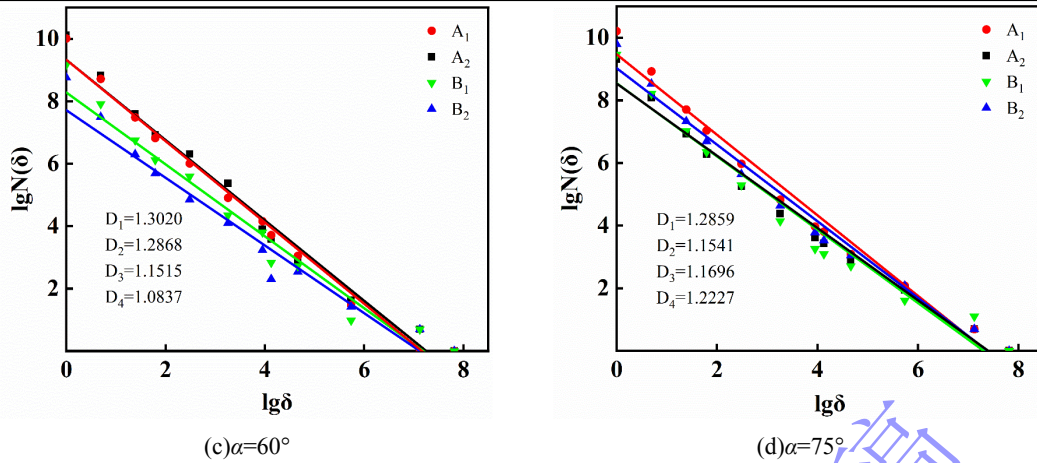 10
8
6
4
2
lgN(δ)
A₁
A₂
B₁
B₂
D₁=1.3020
D₂=1.2868
D₃=1.1515
D₄=1.0837
0 2 4 6 8
lgδ
(c)α=60°
10
8
6
4
2
lgN(δ)
A₁
A₂
B₁
B₂
D₁=1.2859
D₂=1.1541
D₃=1.1696
D₄=1.2227
0 2 4 6 8
lgδ
(d)α=75°